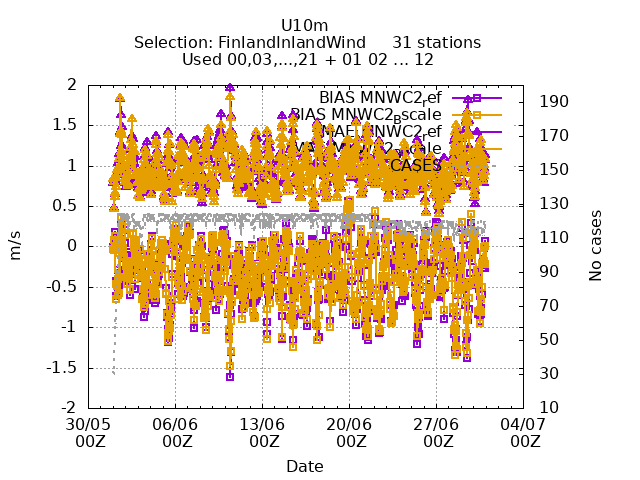 U10m
Selection: FinlandInlandWind 31 stations
Used 00,03,...,21 + 01 02 ... 12
BIAS MNWC2_ref
BIAS MNWC2_Bscale
CASES
2
1.5
1
0.5
0
-0.5
-1
-1.5
-2
m/s
190
170
150
130
110
90
70
50
30
10
No cases
30/05 00Z
06/06 00Z
13/06 00Z
20/06 00Z
27/06 00Z
04/07 00Z
Date